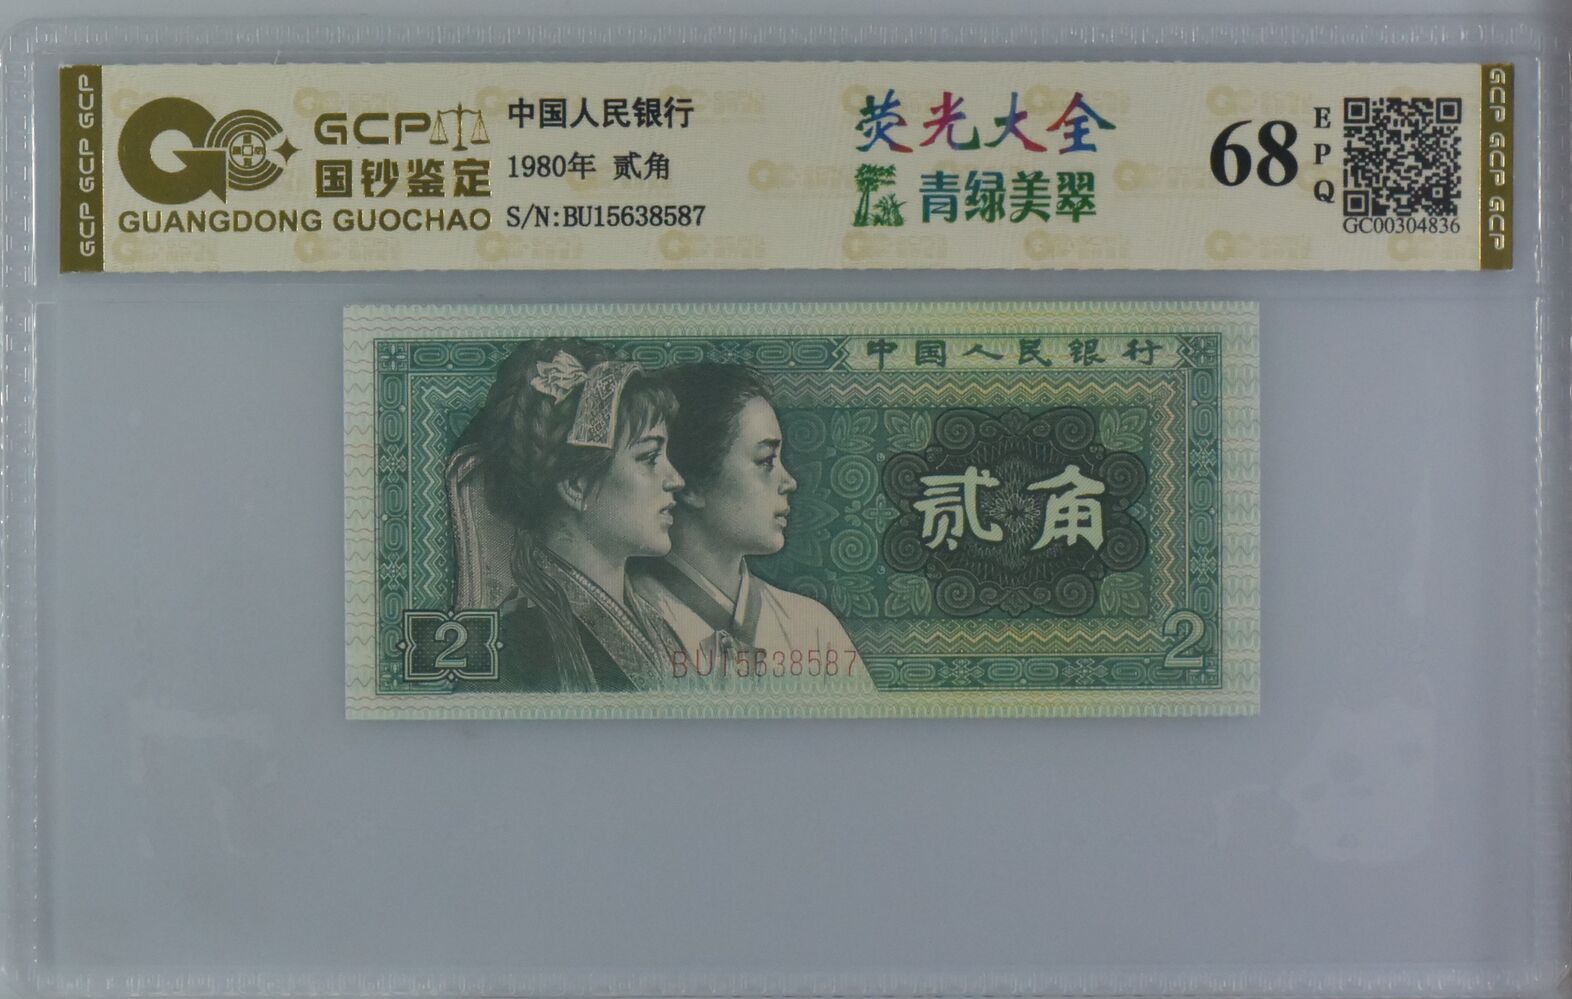 GCP GCP GCP
GCP
国钞鉴定
GUANGDONG GUOCHAO
中国人民银行
1980年 贰角
S/N:BU15638587
荧光大全
青绿美翠
68
EPQ
GC00304836
GCP GCP GCP
中国人民银行
贰角
2
2
BU15638587